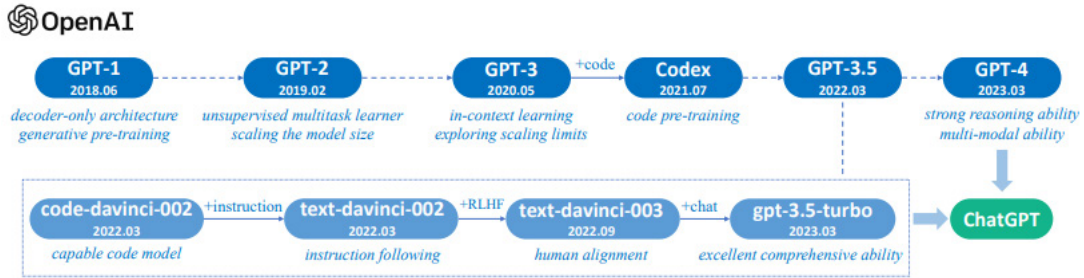 OpenAI
GPT-1
2018.06
decoder-only architecture
generative pre-training
GPT-2
2019.02
unsupervised multitask learner
scaling the model size
GPT-3
2020.05
in-context learning
exploring scaling limits
+code
Codex
2021.07
code pre-training
GPT-3.5
2022.03
GPT-4
2023.03
strong reasoning ability
multi-modal ability
code-davinci-002
2022.03
capable code model
+instruction
text-davinci-002
2022.03
instruction following
+RLHF
text-davinci-003
2022.09
human alignment
+chat
gpt-3.5-turbo
2023.03
excellent comprehensive ability
ChatGPT